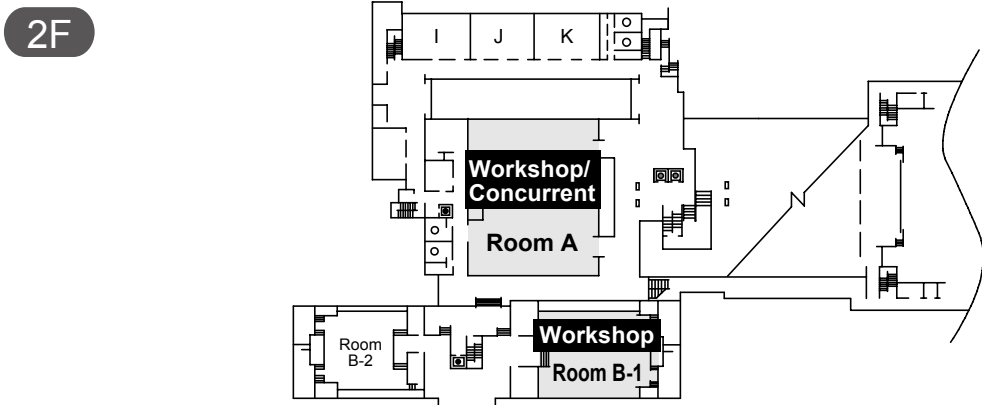 2F
I
J
K
Workshop/
Concurrent
Room A
Workshop
Room
B-2
Room B-1